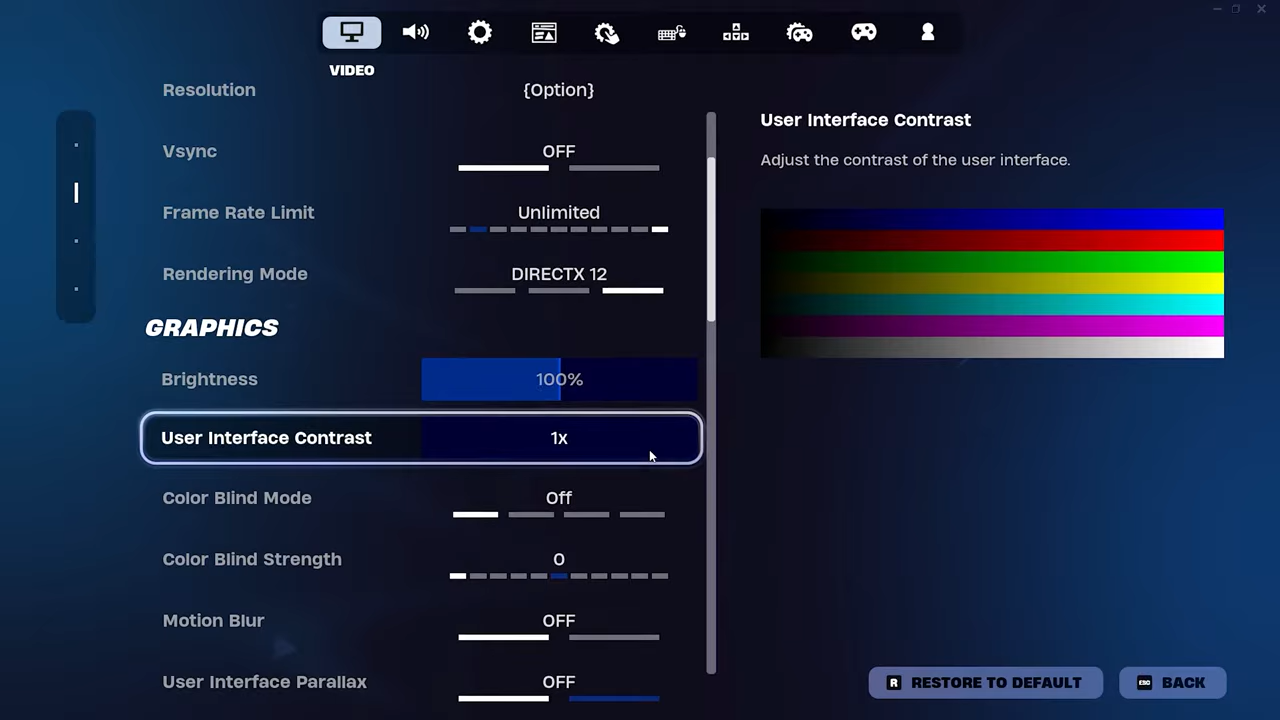 VIDEO
Resolution
{Option}
Vsync
OFF
Frame Rate Limit
Unlimited
Rendering Mode
DIRECTX 12
GRAPHICS
Brightness
100%
User Interface Contrast
1x
Color Blind Mode
Off
Color Blind Strength
0
Motion Blur
OFF
User Interface Parallax
OFF
User Interface Contrast
Adjust the contrast of the user interface.
R RESTORE TO DEFAULT
ESC BACK